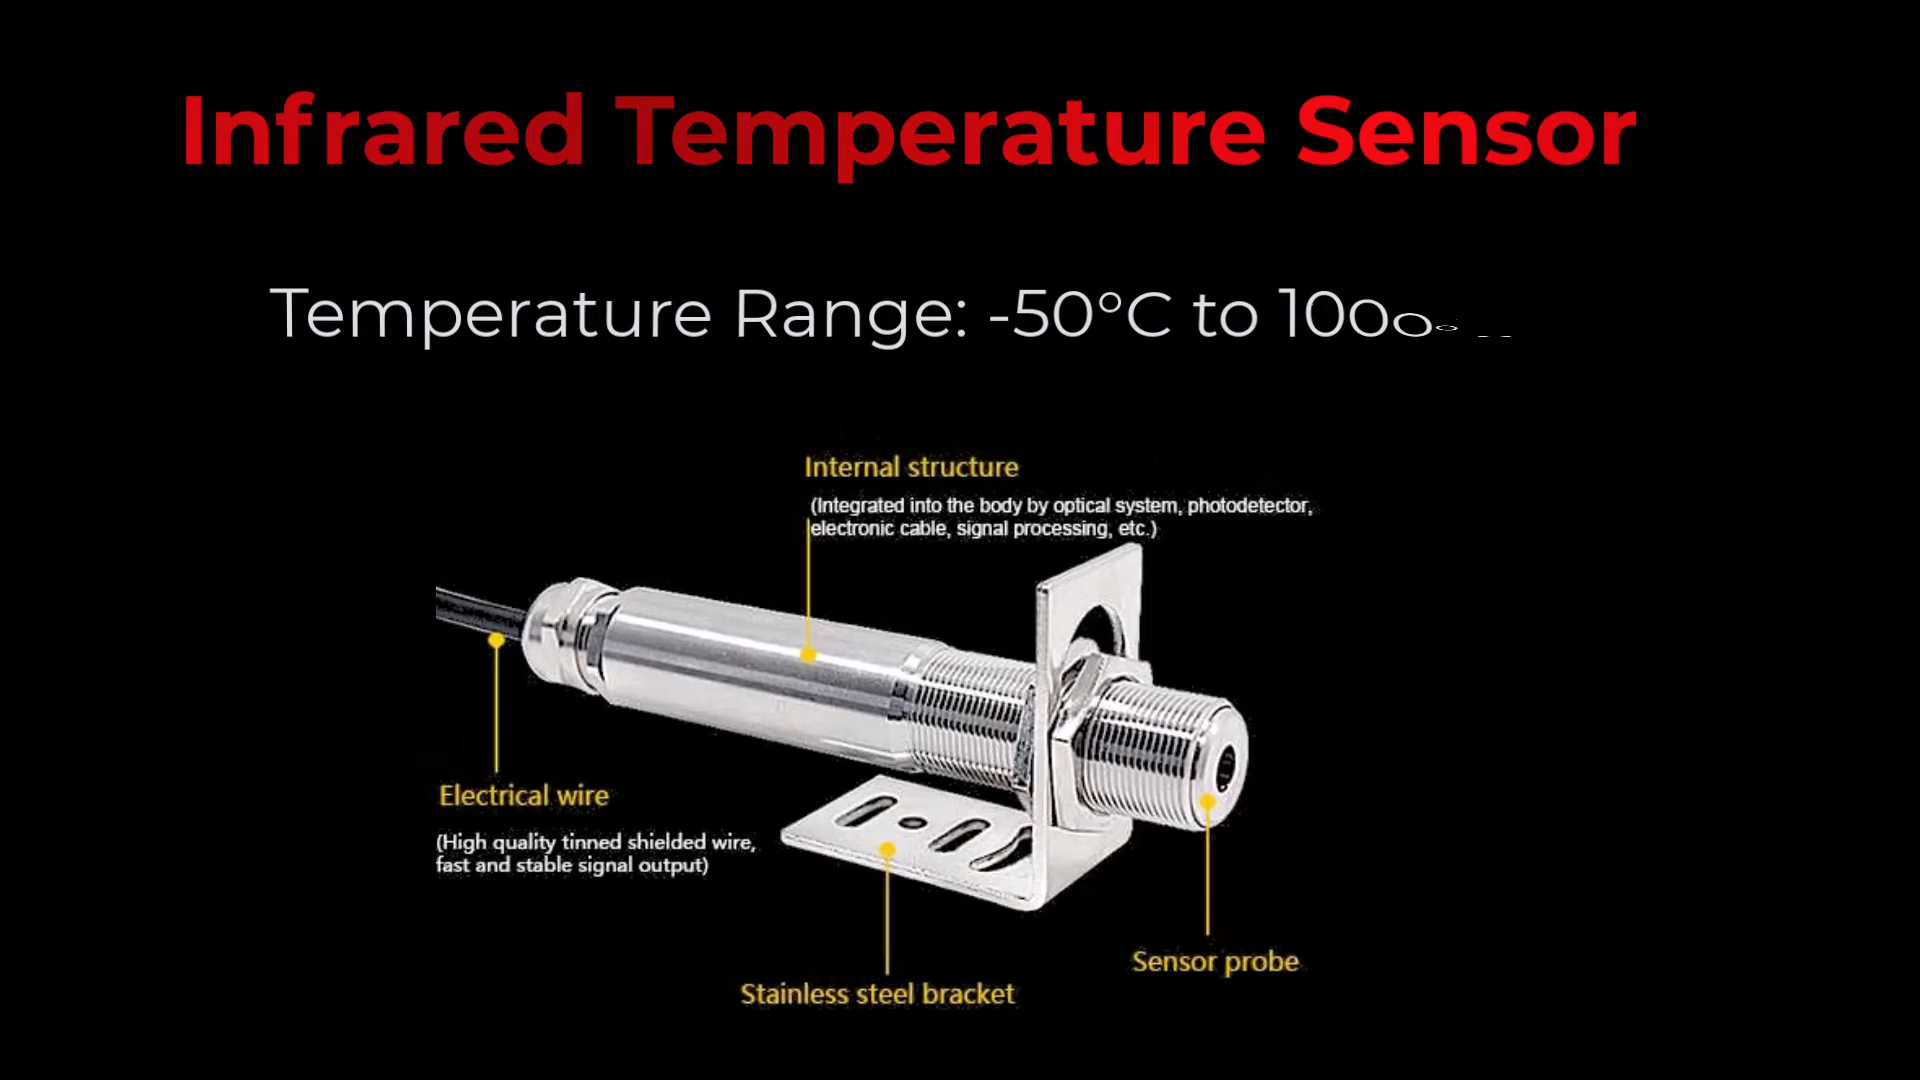 Infrared Temperature Sensor
Temperature Range: -50°C to 1000°
Internal structure
(Integrated into the body by optical system, photodetector,
electronic cable, signal processing, etc.)
Electrical wire
(High quality tinned shielded wire,
fast and stable signal output)
Sensor probe
Stainless steel bracket